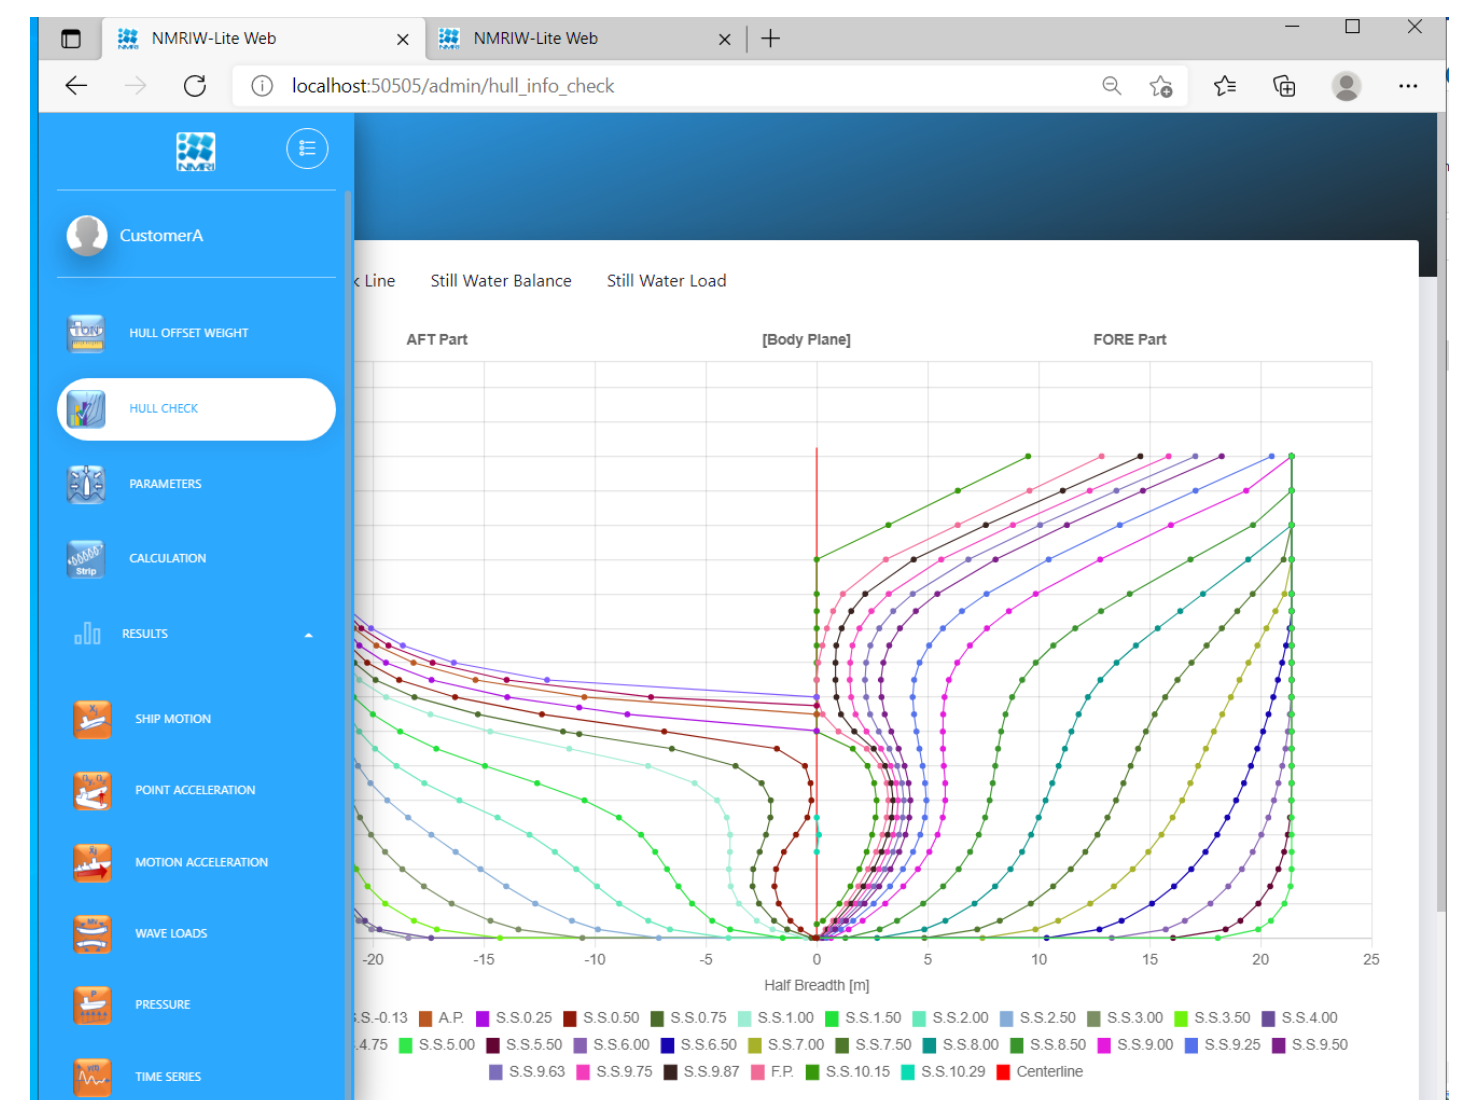 NMRIW-Lite Web
NMRIW-Lite Web
localhost:50505/admin/hull_info_check
NMRI
CustomerA
Line Still Water Balance Still Water Load
HULL OFFSET WEIGHT
HULL CHECK
PARAMETERS
CALCULATION
Strip
RESULTS
SHIP MOTION
POINT ACCELERATION
MOTION ACCELERATION
WAVE LOADS
PRESSURE
TIME SERIES
AFT Part [Body Plane] FORE Part
-20 -15 -10 -5 0 5 10 15 20 25
Half Breadth [m]
S.-0.13 A.P. S.S.0.25 S.S.0.50 S.S.0.75 S.S.1.00 S.S.1.50 S.S.2.00 S.S.2.50 S.S.3.00 S.S.3.50 S.S.4.00
.4.75 S.S.5.00 S.S.5.50 S.S.6.00 S.S.6.50 S.S.7.00 S.S.7.50 S.S.8.00 S.S.8.50 S.S.9.00 S.S.9.25 S.S.9.50
S.S.9.63 S.S.9.75 S.S.9.87 F.P. S.S.10.15 S.S.10.29 Centerline